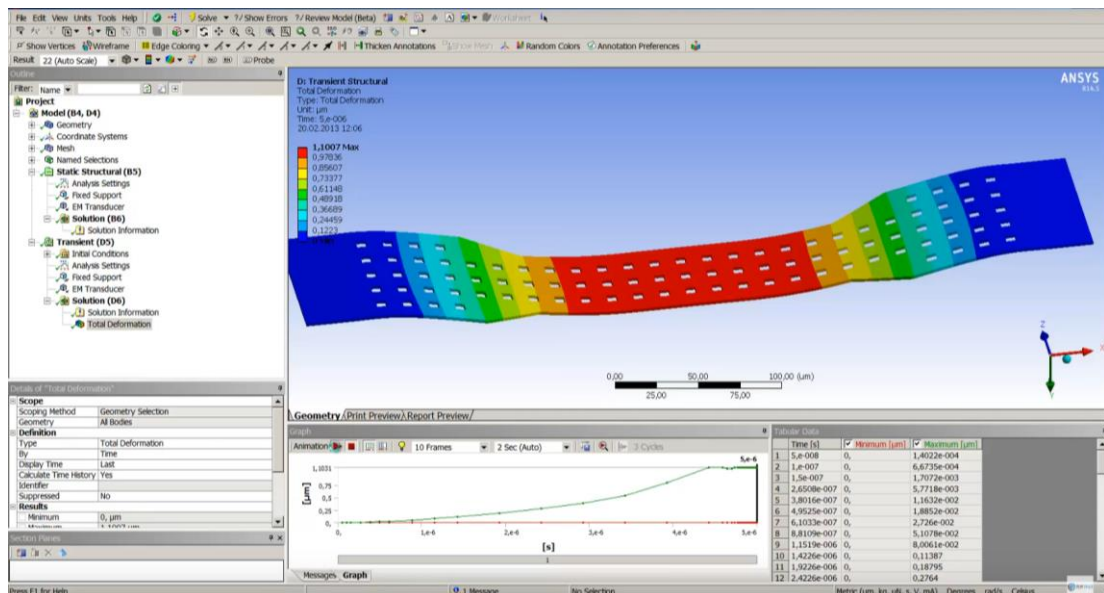 File Edit View Units Tools Help Solve ?/Show Errors ?/Review Model (Beta) Worksheet
Show Vertices Wireframe Edge Coloring Thicken Annotations Show Mesh Random Colors Annotation Preferences
Result 22 (Auto Scale) Probe
Outline
Filter: Name
Project
Model (B4, D4)
Geometry
Coordinate Systems
Mesh
Named Selections
Static Structural (B5)
Analysis Settings
Fixed Support
EM Transducer
Solution (B6)
Solution Information
Transient (D5)
Initial Conditions
Analysis Settings
Fixed Support
EM Transducer
Solution (D6)
Solution Information
Total Deformation
Details of "Total Deformation"
Scope
Scoping Method Geometry Selection
Geometry All Bodies
Definition
Type Total Deformation
By Time
Display Time Last
Calculate Time History Yes
Identifier
Suppressed No
Results
Minimum 0, µm
Maximum 1,1007 µm
Section Planes
D: Transient Structural
Total Deformation
Type: Total Deformation
Unit: µm
Time: 5,e-006
20.02.2013 12:06
1,1007 Max
0,97836
0,85607
0,73377
0,61148
0,48918
0,36689
0,24459
0,1223
ANSYS
R14.5
Z
X
Y
0,00 50,00 100,00 (µm)
25,00 75,00
Geometry Print Preview Report Preview
Graph
Animation 10 Frames 2 Sec (Auto) 3 Cycles
5,e-6
1,1031
0,75
0,5
0,25
0,
[µm]
0, 1,e-6 2,e-6 3,e-6 4,e-6 5,e-6
[s]
1
Messages Graph
Tabular Data
Time [s] Minimum [µm] Maximum [µm]
1 5,e-008 0, 1,4022e-004
2 1,e-007 0, 6,6735e-004
3 1,5e-007 0, 1,7072e-003
4 2,6508e-007 0, 5,7718e-003
5 3,8016e-007 0, 1,1632e-002
6 4,9525e-007 0, 1,8852e-002
7 6,1033e-007 0, 2,726e-002
8 8,8109e-007 0, 5,1078e-002
9 1,1519e-006 0, 8,0061e-002
10 1,4226e-006 0, 0,11387
11 1,9226e-006 0, 0,18795
12 2,4226e-006 0, 0,2764
Press F1 for Help 1 Message No Selection Metric (µm, kg, µN, s, V, mA) Degrees rad/s Celsius